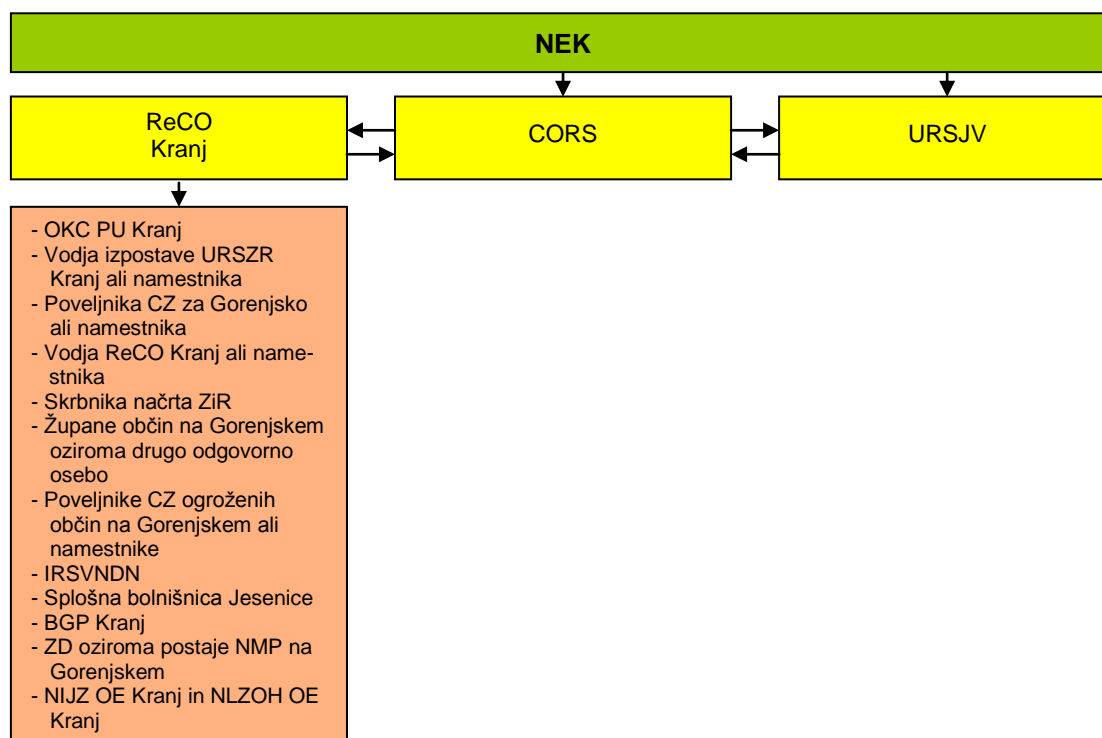 NEK
ReCO
Kranj
CORS
URSJV
- OKC PU Kranj
- Vodja izpostave URSZR
Kranj ali namestnika
- Poveljnika CZ za Gorenjsko
ali namestnika
- Vodja ReCO Kranj ali name-
stnika
- Skrbnika načrta ZiR
- Župane občin na Gorenjskem
oziroma drugo odgovorno
osebo
- Poveljnike CZ ogroženih
občin na Gorenjskem ali
namestnike
- IRSVNDN
- Splošna bolnišnica Jesenice
- BGP Kranj
- ZD oziroma postaje NMP na
Gorenjskem
- NIJZ OE Kranj in NLZOH OE
Kranj